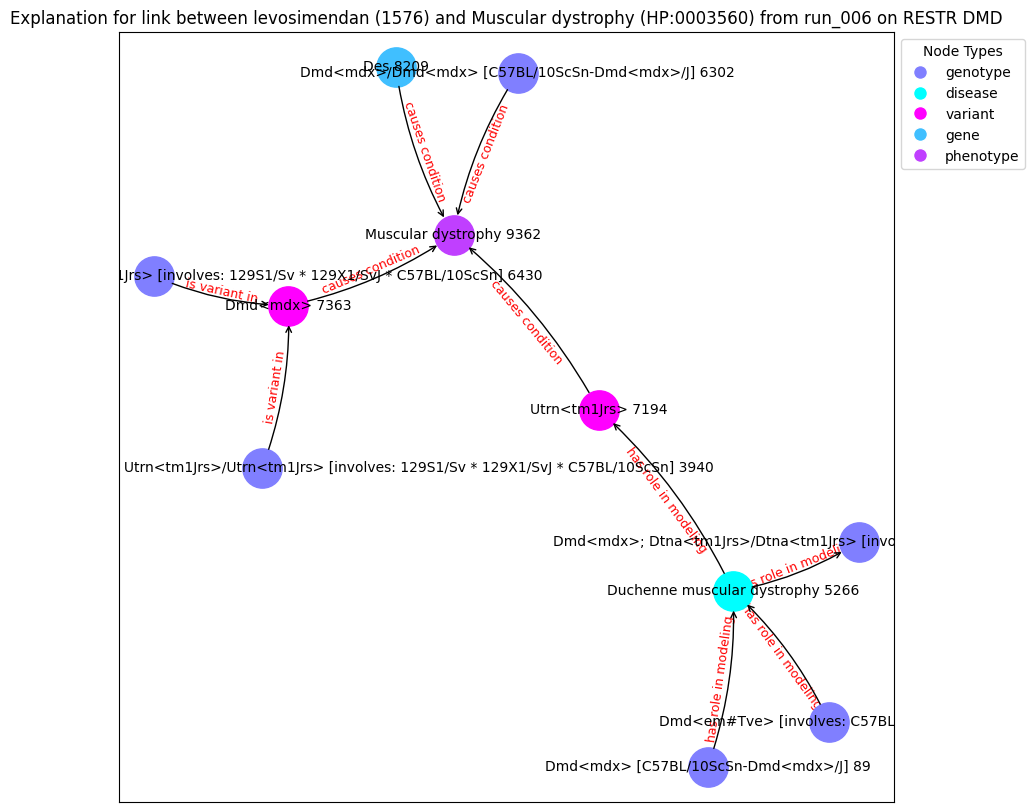 Explanation for link between levosimendan (1576) and Muscular dystrophy (HP:0003560) from run_006 on RESTR DMD
Node Types
genotype
disease
variant
gene
phenotype
Des 8209
Dmd<mdx>/Dmd<mdx> [C57BL/10ScSn-Dmd<mdx>/J] 6302
causes condition
causes condition
Muscular dystrophy 9362
causes condition
1Jrs> [involves: 129S1/Sv * 129X1/SvJ * C57BL/10ScSn] 6430
is variant in
Dmd<mdx> 7363
causes condition
is variant in
Utrn<tm1Jrs> 7194
Utrn<tm1Jrs>/Utrn<tm1Jrs> [involves: 129S1/Sv * 129X1/SvJ * C57BL/10ScSn] 3940
has role in modeling
Dmd<mdx>; Dtna<tm1Jrs>/Dtna<tm1Jrs> [invo
has role in modeling
Duchenne muscular dystrophy 5266
has role in modeling
has role in modeling
Dmd<em#Tve> [involves: C57BL
Dmd<mdx> [C57BL/10ScSn-Dmd<mdx>/J] 89